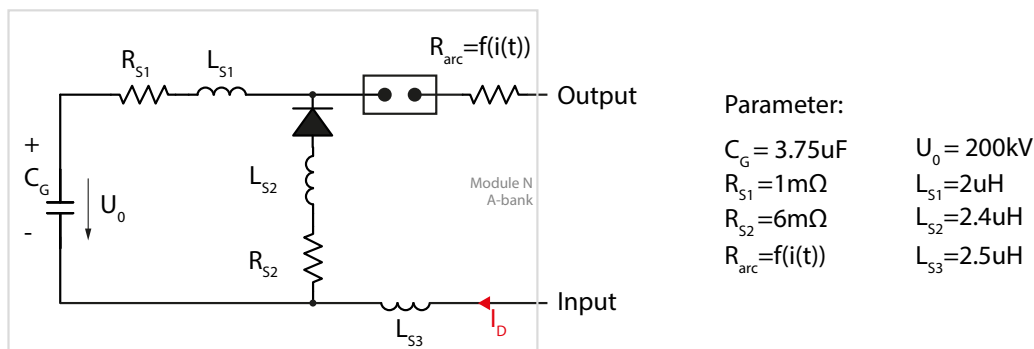 R_arc=f(i(t))
R_S1
L_S1
Output
+
C_G
-
U_0
L_S2
Module N
A-bank
R_S2
Input
I_D
L_S3
Parameter:
C_G = 3.75uF U_0 = 200kV
R_S1=1mΩ L_S1=2uH
R_S2=6mΩ L_S2=2.4uH
R_arc=f(i(t)) L_S3=2.5uH